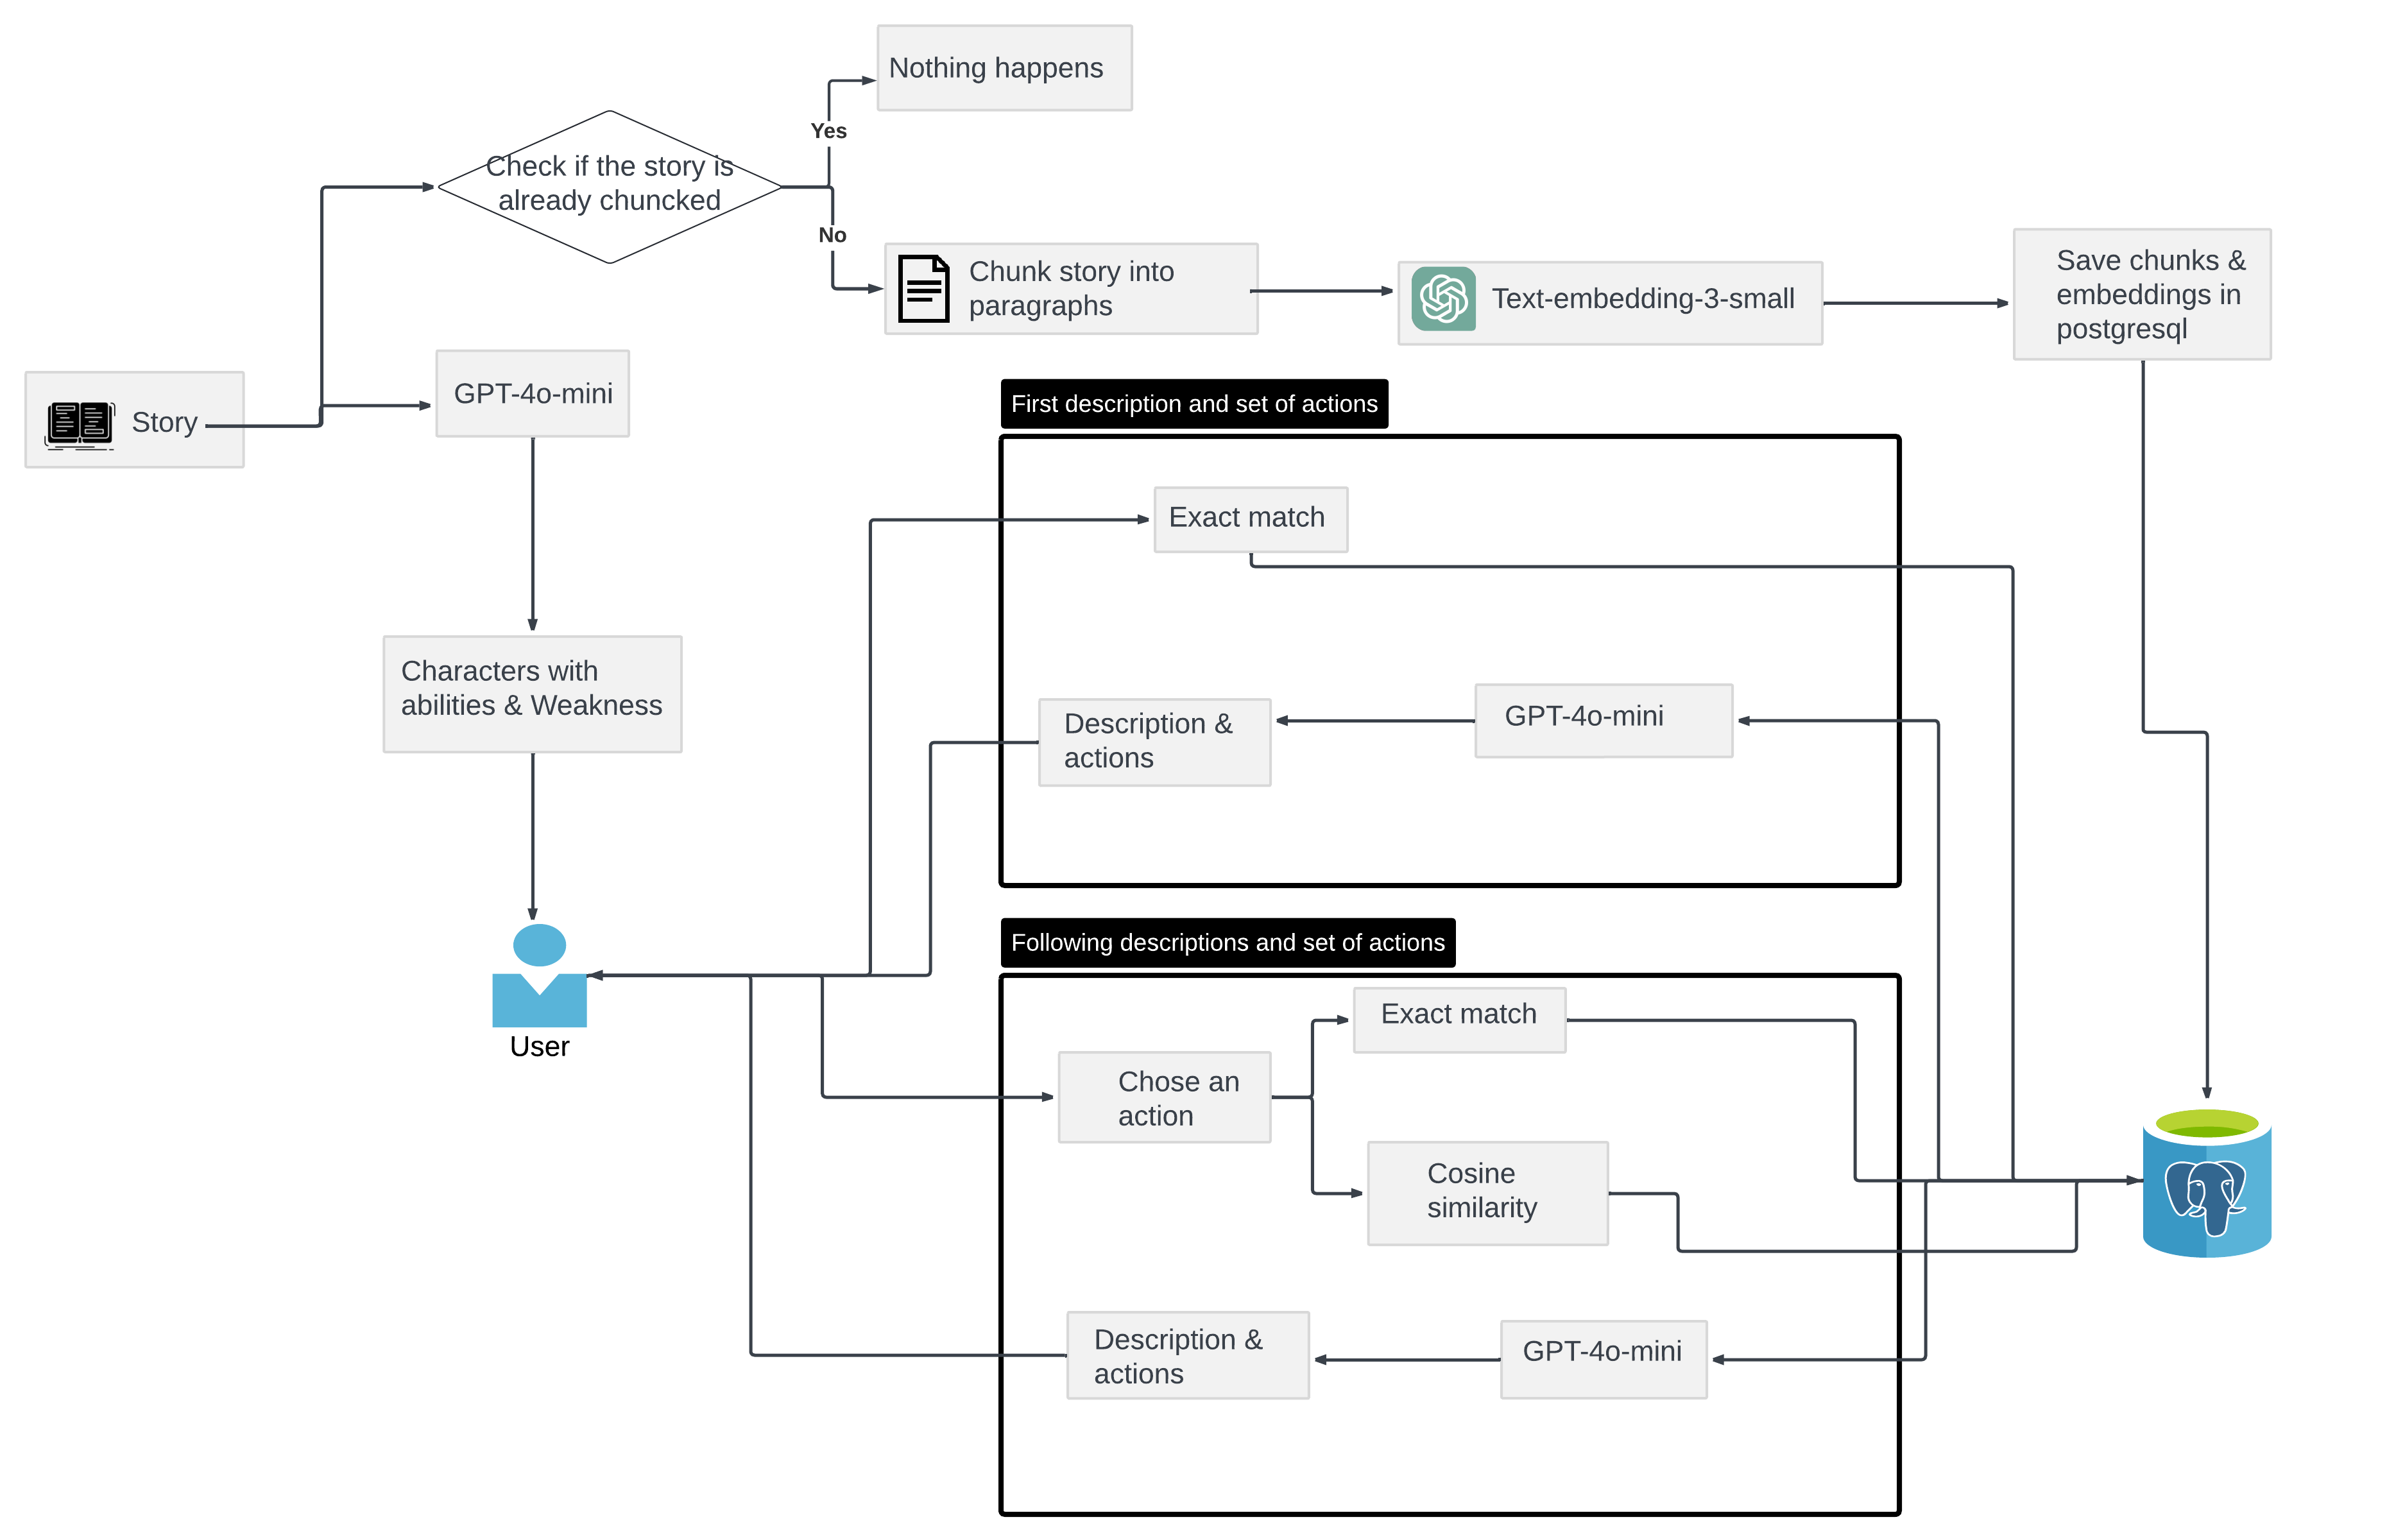 Nothing happens
Yes
Check if the story is
already chuncked
No
Chunk story into
paragraphs
Text-embedding-3-small
Save chunks &
embeddings in
postgresql
Story
GPT-4o-mini
First description and set of actions
Exact match
Characters with
abilities & Weakness
Description &
actions
GPT-4o-mini
User
Following descriptions and set of actions
Exact match
Chose an
action
Cosine
similarity
Description &
actions
GPT-4o-mini